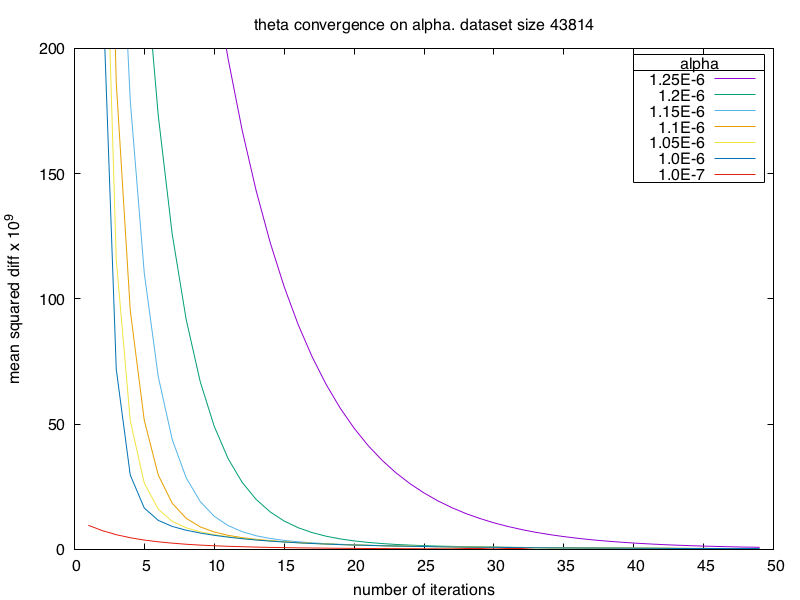 theta convergence on alpha. dataset size 43814
200
150
100
50
0
mean squared diff x 10^9
alpha
1.25E-6
1.2E-6
1.15E-6
1.1E-6
1.05E-6
1.0E-6
1.0E-7
0 5 10 15 20 25 30 35 40 45 50
number of iterations